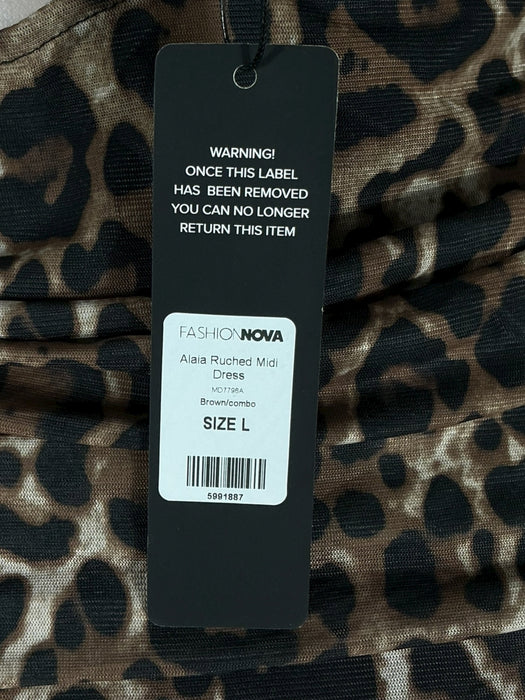 WARNING!
ONCE THIS LABEL
HAS BEEN REMOVED
YOU CAN NO LONGER
RETURN THIS ITEM
FASHIONNOVA
Alaia Ruched Midi
Dress
MD7798A
Brown/combo
SIZE L
5991887